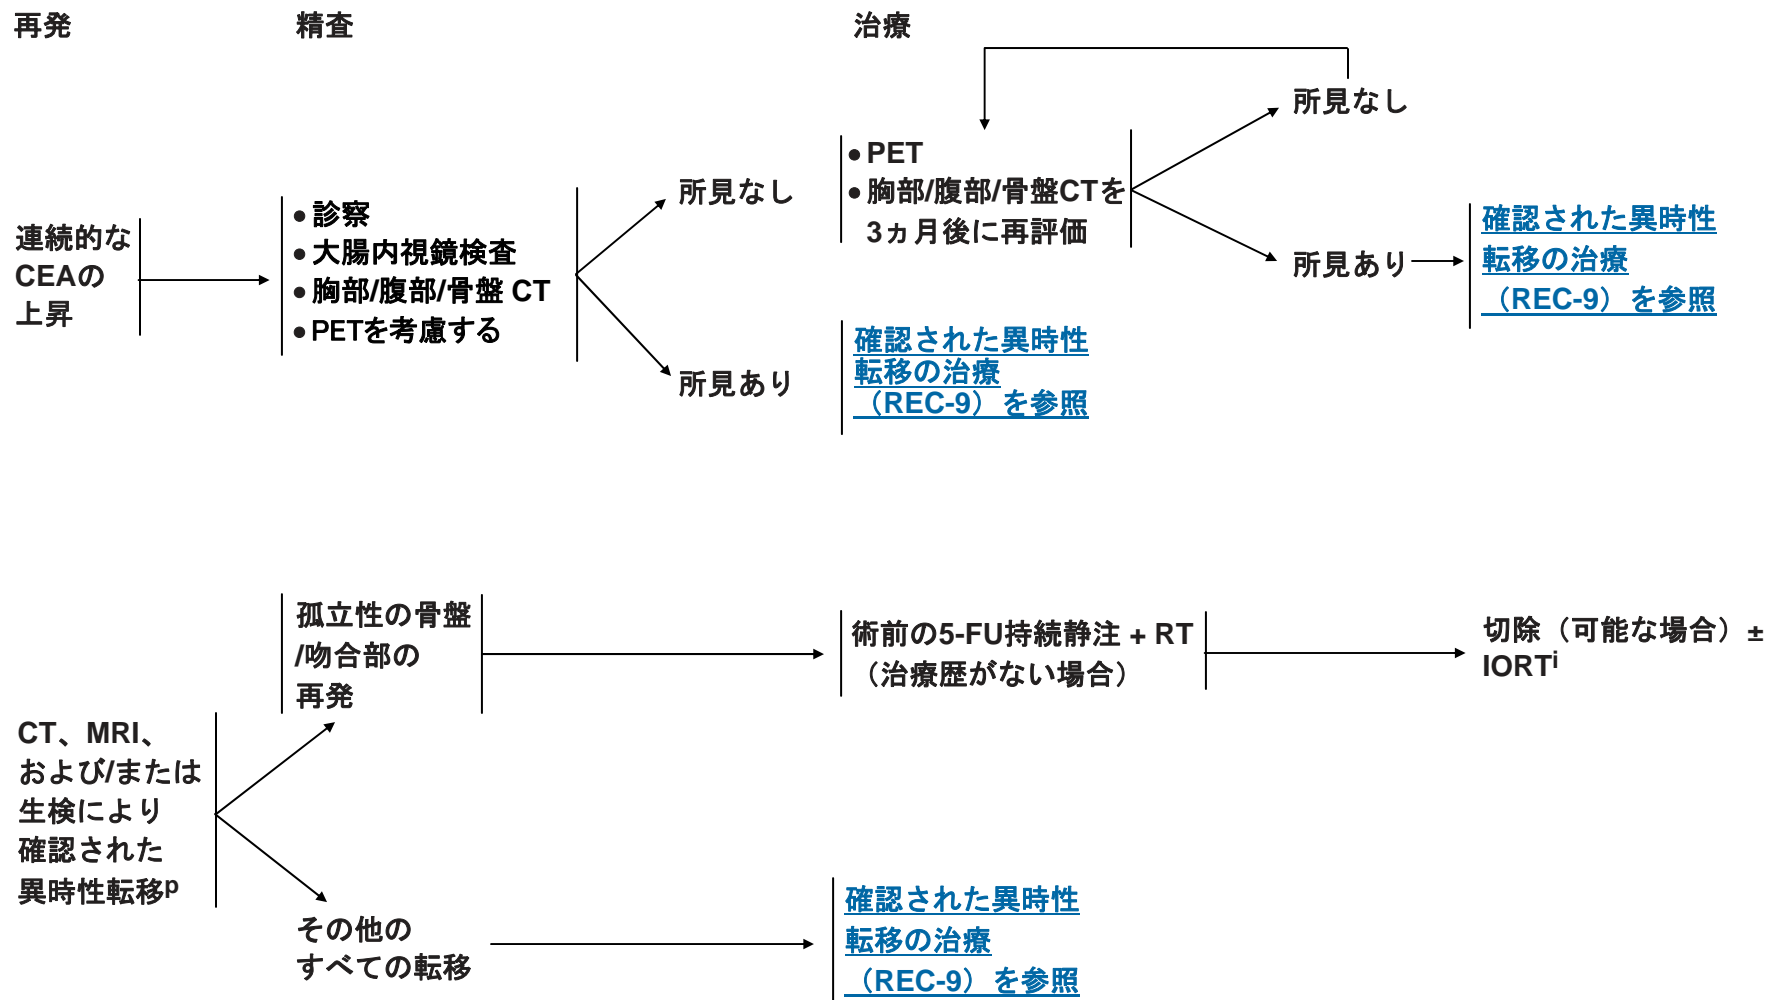 再発
精査
治療
連続的な
CEAの
上昇
● 診察
● 大腸内視鏡検査
● 胸部/腹部/骨盤 CT
● PETを考慮する
所見なし
所見あり
● PET
● 胸部/腹部/骨盤CTを
3ヵ月後に再評価
確認された異時性
転移の治療
（REC-9）を参照
所見なし
所見あり
確認された異時性
転移の治療
（REC-9）を参照
CT、MRI、
および/または
生検により
確認された
異時性転移p
孤立性の骨盤
/吻合部の
再発
術前の5-FU持続静注 + RT
（治療歴がない場合）
切除（可能な場合）±
IORTi
その他の
すべての転移
確認された異時性
転移の治療
（REC-9）を参照